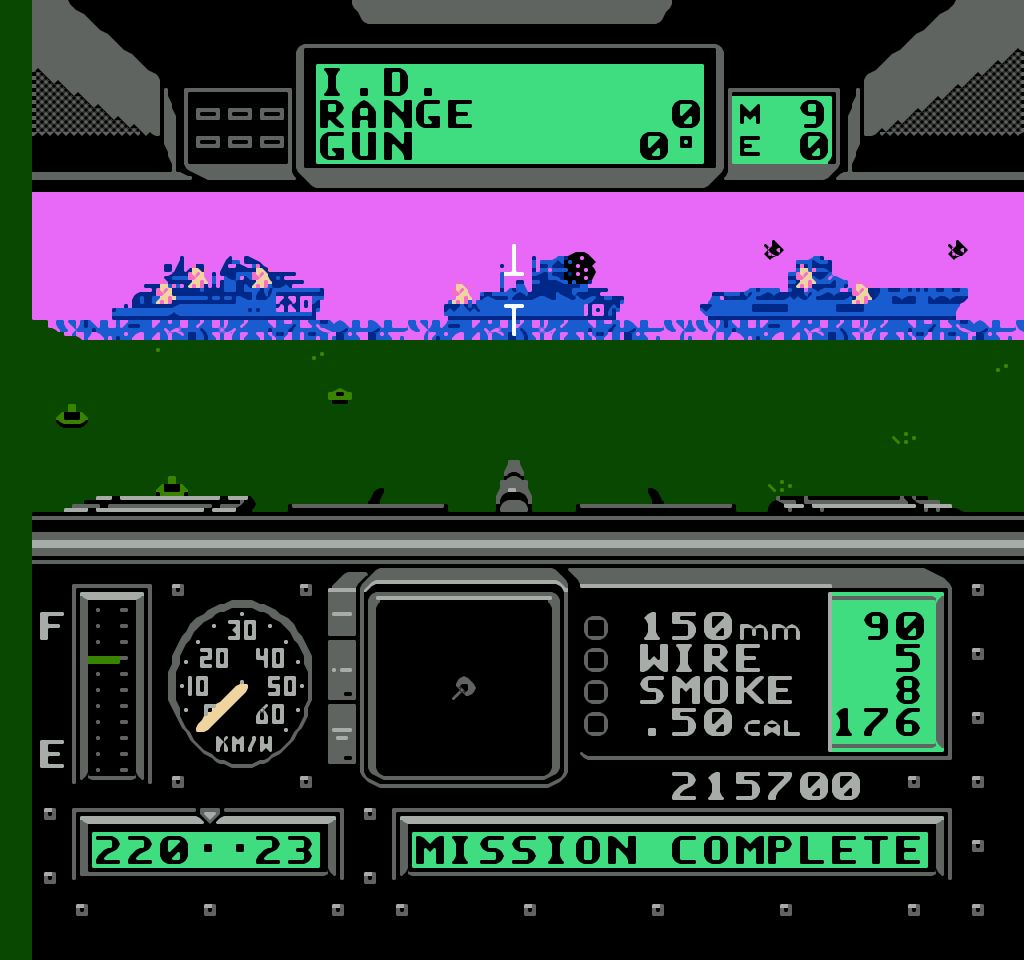 I.D.
RANGE 0
GUN 0°
M 9
E 0
F
E
30
20 40
10 50
60
KM/W
150mm 90
WIRE 5
SMOKE 8
.50 CAL 176
215700
220··23
MISSION COMPLETE